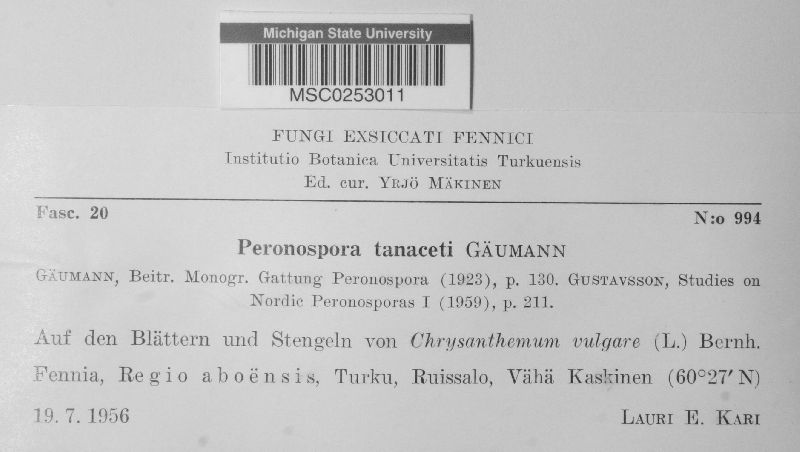 Michigan State University
MSC0253011
FUNGI EXSICCATI FENNICI
Institutio Botanica Universitatis Turkuensis
Ed. cur. YRJÖ MÄKINEN
Fasc. 20
N:o 994
Peronospora tanaceti GÄUMANN
GÄUMANN, Beitr. Monogr. Gattung Peronospora (1923), p. 130. GUSTAVSSON, Studies on
Nordic Peronosporas I (1959), p. 211.
Auf den Blättern und Stengeln von Chrysanthemum vulgare (L.) Bernh.
Fennia, Regio aboënsis, Turku, Ruissalo, Vähä Kaskinen (60°27′ N)
19. 7. 1956
LAURI E. KARI